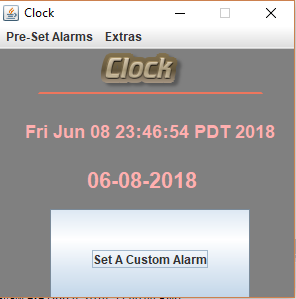 Clock
Pre-Set Alarms Extras
Clock
Fri Jun 08 23:46:54 PDT 2018
06-08-2018
Set A Custom Alarm